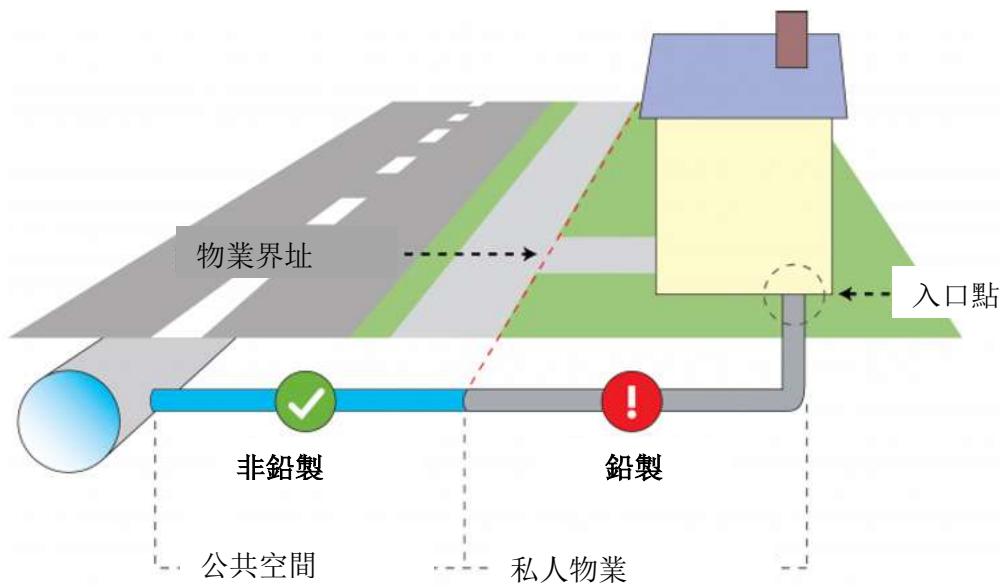 物業界址
入口點
非鉛製
鉛製
公共空間
私人物業